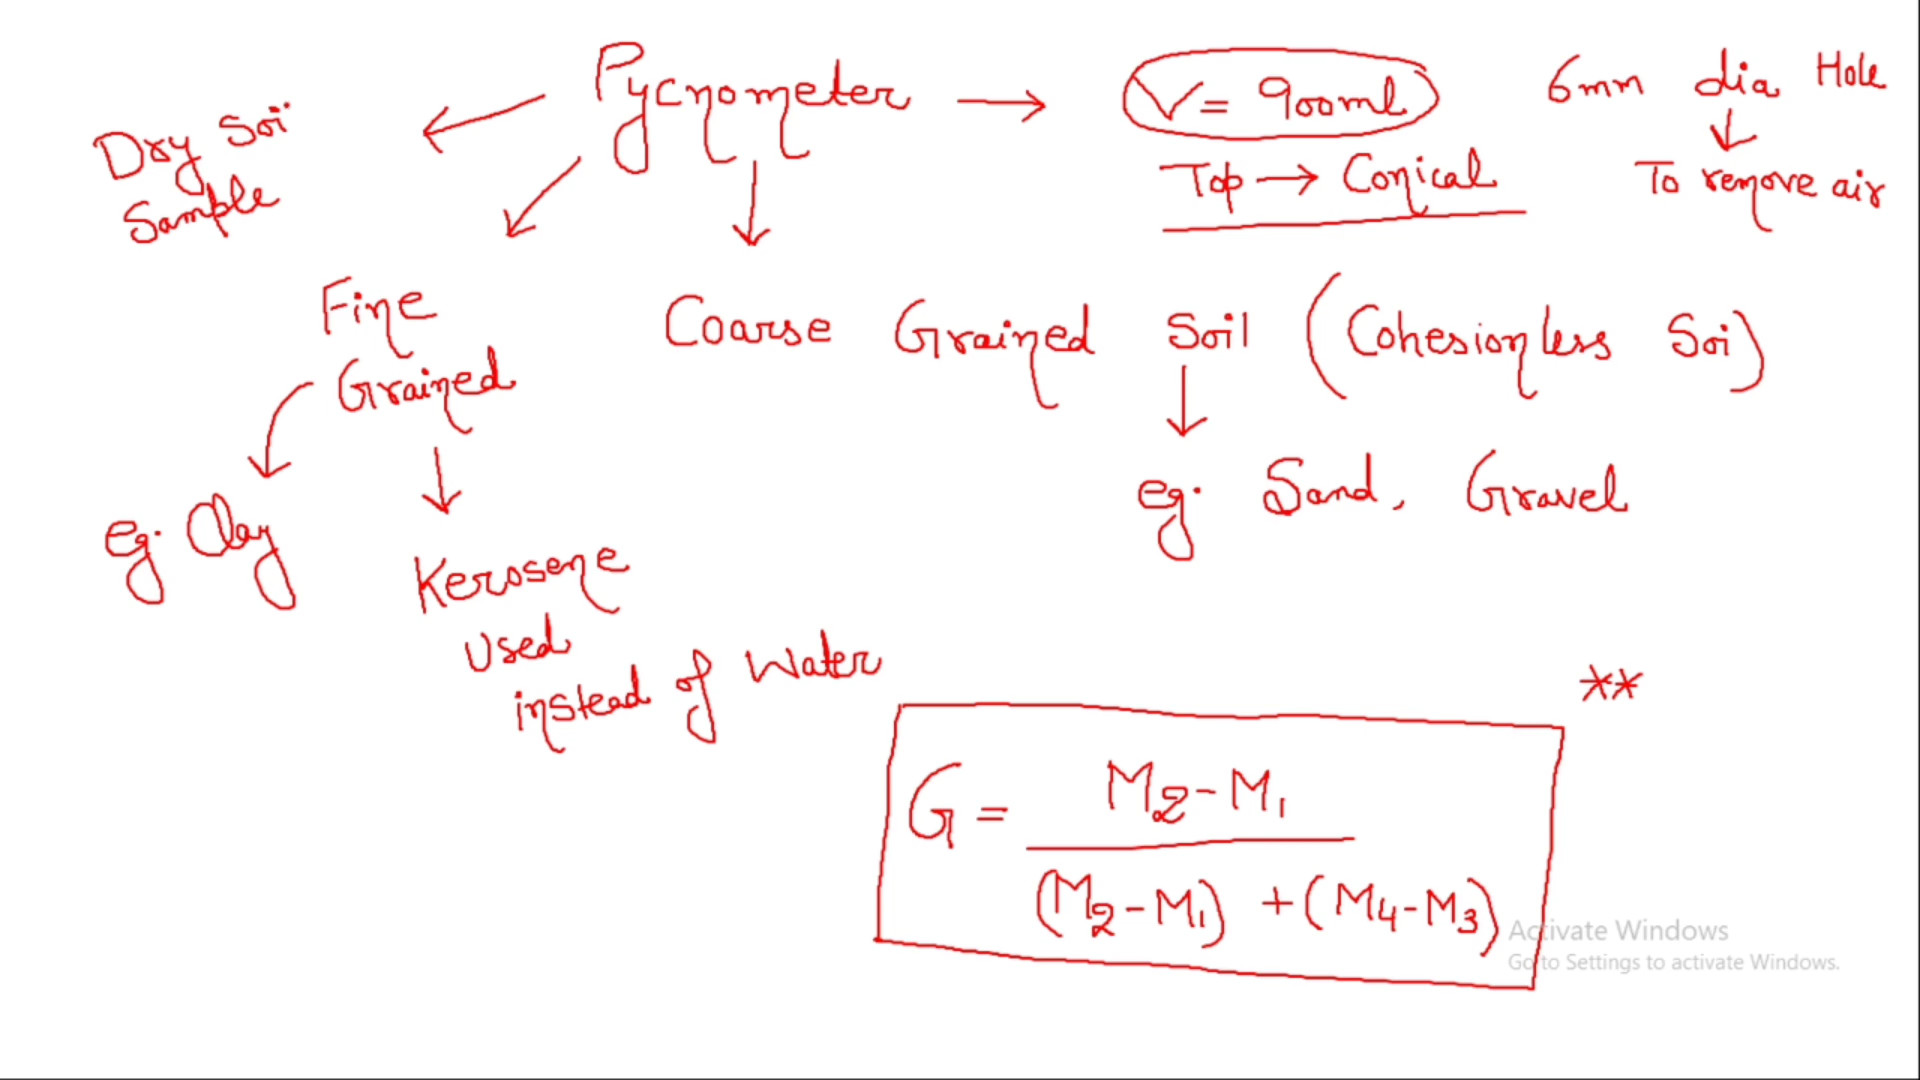 Pycnometer → V = 900ml
6mm dia Hole
Dry Soil
Sample
Top → Conical
To remove air
Fine
Grained
Coarse Grained Soil (Cohesionless Soil)
eg. Clay
eg. Sand, Gravel
Kerosene
Used
instead of Water
**
G = M2 - M1
(M2 - M1) + (M4 - M3)
Activate Windows
Go to Settings to activate Windows.